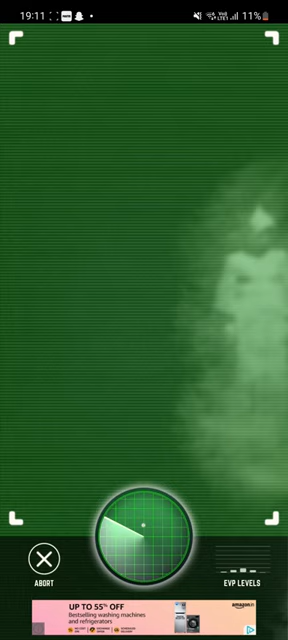 19:11
11%
ABORT
EVP LEVELS
UP TO 55% OFF
Bestselling washing machines
and refrigerators
amazon.in